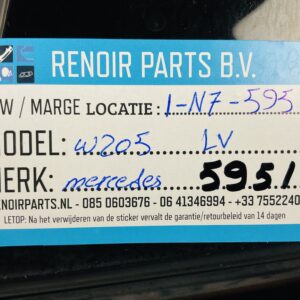 RENOIR PARTS B.V.
W / MARGE LOCATIE : 1-N7-595
ODEL: W205 LV
ERK: mercedes 5951
ENOIRPARTS.NL - 085 0603676 - 06 41346994 - +33 7552240
LETOP: Na het verwijderen van de sticker vervalt de garantie/retourbeleid van 14 dagen